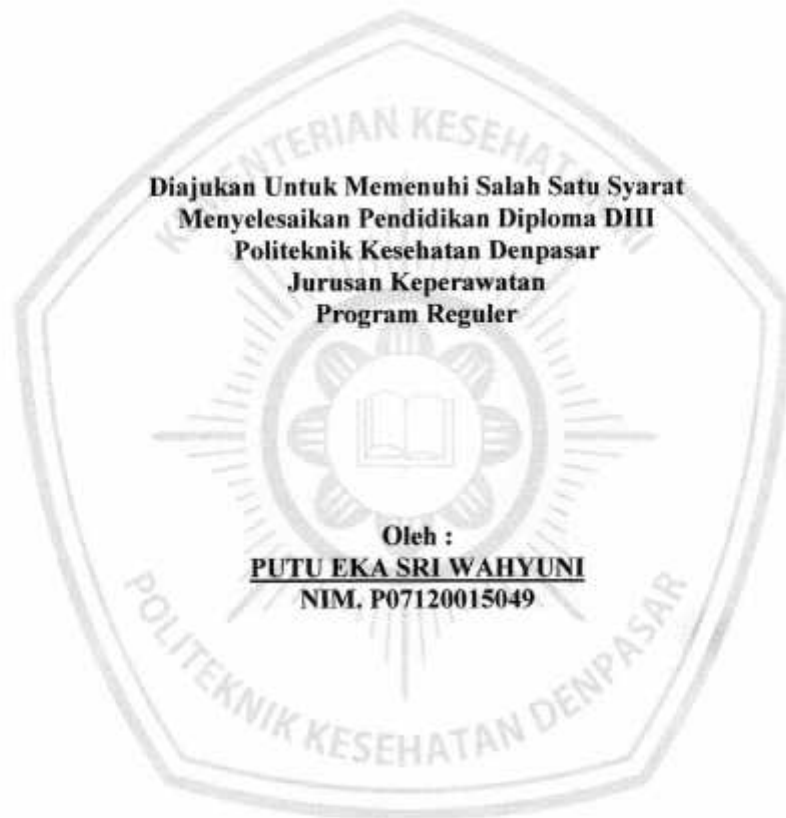 KEMENTERIAN KESEHATAN RI
Diajukan Untuk Memenuhi Salah Satu Syarat
Menyelesaikan Pendidikan Diploma DIII
Politeknik Kesehatan Denpasar
Jurusan Keperawatan
Program Reguler
Oleh :
PUTU EKA SRI WAHYUNI
NIM. P07120015049
POLITEKNIK KESEHATAN DENPASAR